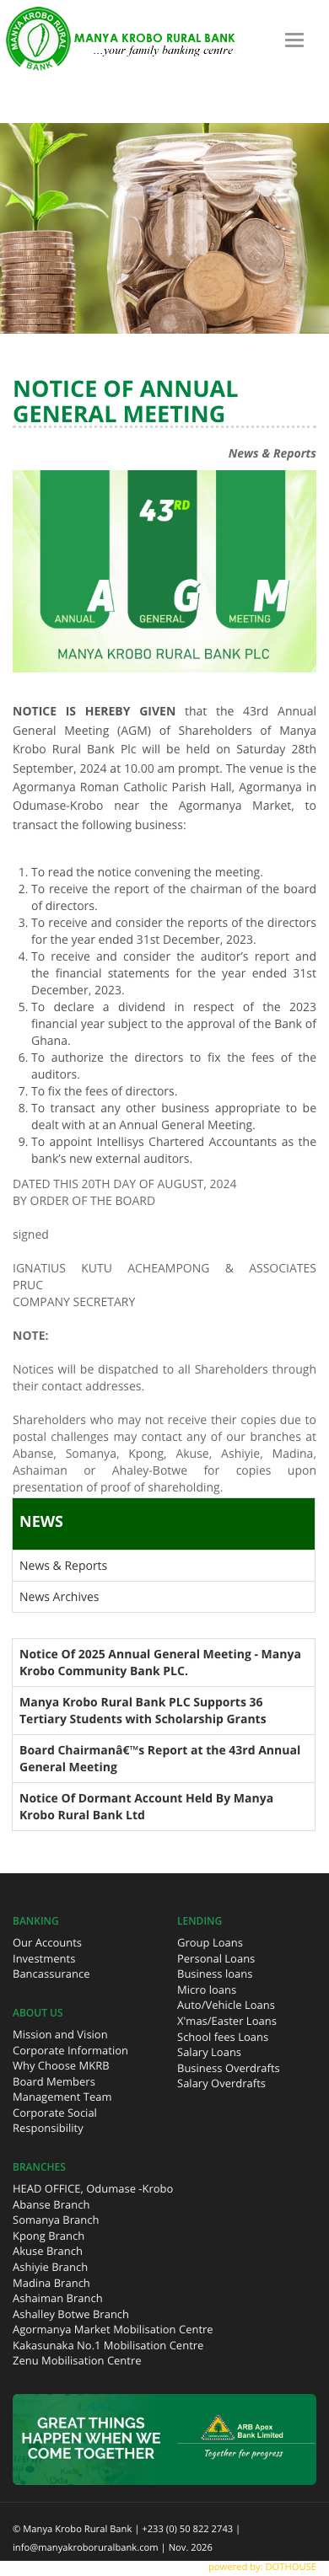 MANYA KROBO RURAL BANK
MANYA KROBO RURAL BANK
...your family banking centre
NOTICE OF ANNUAL
GENERAL MEETING
News & Reports
43RD
A G M
ANNUAL GENERAL MEETING
MANYA KROBO RURAL BANK PLC
NOTICE IS HEREBY GIVEN that the 43rd Annual
General Meeting (AGM) of Shareholders of Manya
Krobo Rural Bank Plc will be held on Saturday 28th
September, 2024 at 10.00 am prompt. The venue is the
Agormanya Roman Catholic Parish Hall, Agormanya in
Odumase-Krobo near the Agormanya Market, to
transact the following business:
1. To read the notice convening the meeting.
2. To receive the report of the chairman of the board
of directors.
3. To receive and consider the reports of the directors
for the year ended 31st December, 2023.
4. To receive and consider the auditor's report and
the financial statements for the year ended 31st
December, 2023.
5. To declare a dividend in respect of the 2023
financial year subject to the approval of the Bank of
Ghana.
6. To authorize the directors to fix the fees of the
auditors.
7. To fix the fees of directors.
8. To transact any other business appropriate to be
dealt with at an Annual General Meeting.
9. To appoint Intellisys Chartered Accountants as the
bank's new external auditors.
DATED THIS 20TH DAY OF AUGUST, 2024
BY ORDER OF THE BOARD
signed
IGNATIUS KUTU ACHEAMPONG & ASSOCIATES
PRUC
COMPANY SECRETARY
NOTE:
Notices will be dispatched to all Shareholders through
their contact addresses.
Shareholders who may not receive their copies due to
postal challenges may contact any of our branches at
Abanse, Somanya, Kpong, Akuse, Ashiyie, Madina,
Ashaiman or Ahaley-Botwe for copies upon
presentation of proof of shareholding.
NEWS
News & Reports
News Archives
Notice Of 2025 Annual General Meeting - Manya
Krobo Community Bank PLC.
Manya Krobo Rural Bank PLC Supports 36
Tertiary Students with Scholarship Grants
Board Chairmanâ€™s Report at the 43rd Annual
General Meeting
Notice Of Dormant Account Held By Manya
Krobo Rural Bank Ltd
BANKING
Our Accounts
Investments
Bancassurance
LENDING
Group Loans
Personal Loans
Business loans
Micro loans
Auto/Vehicle Loans
X'mas/Easter Loans
School fees Loans
Salary Loans
Business Overdrafts
Salary Overdrafts
ABOUT US
Mission and Vision
Corporate Information
Why Choose MKRB
Board Members
Management Team
Corporate Social
Responsibility
BRANCHES
HEAD OFFICE, Odumase -Krobo
Abanse Branch
Somanya Branch
Kpong Branch
Akuse Branch
Ashiyie Branch
Madina Branch
Ashaiman Branch
Ashalley Botwe Branch
Agormanya Market Mobilisation Centre
Kakasunaka No.1 Mobilisation Centre
Zenu Mobilisation Centre
GREAT THINGS
HAPPEN WHEN WE
COME TOGETHER
ARB Apex
Bank Limited
Together for progress
© Manya Krobo Rural Bank | +233 (0) 50 822 2743 |
info@manyakroboruralbank.com | Nov. 2026
powered by: DOTHOUSE